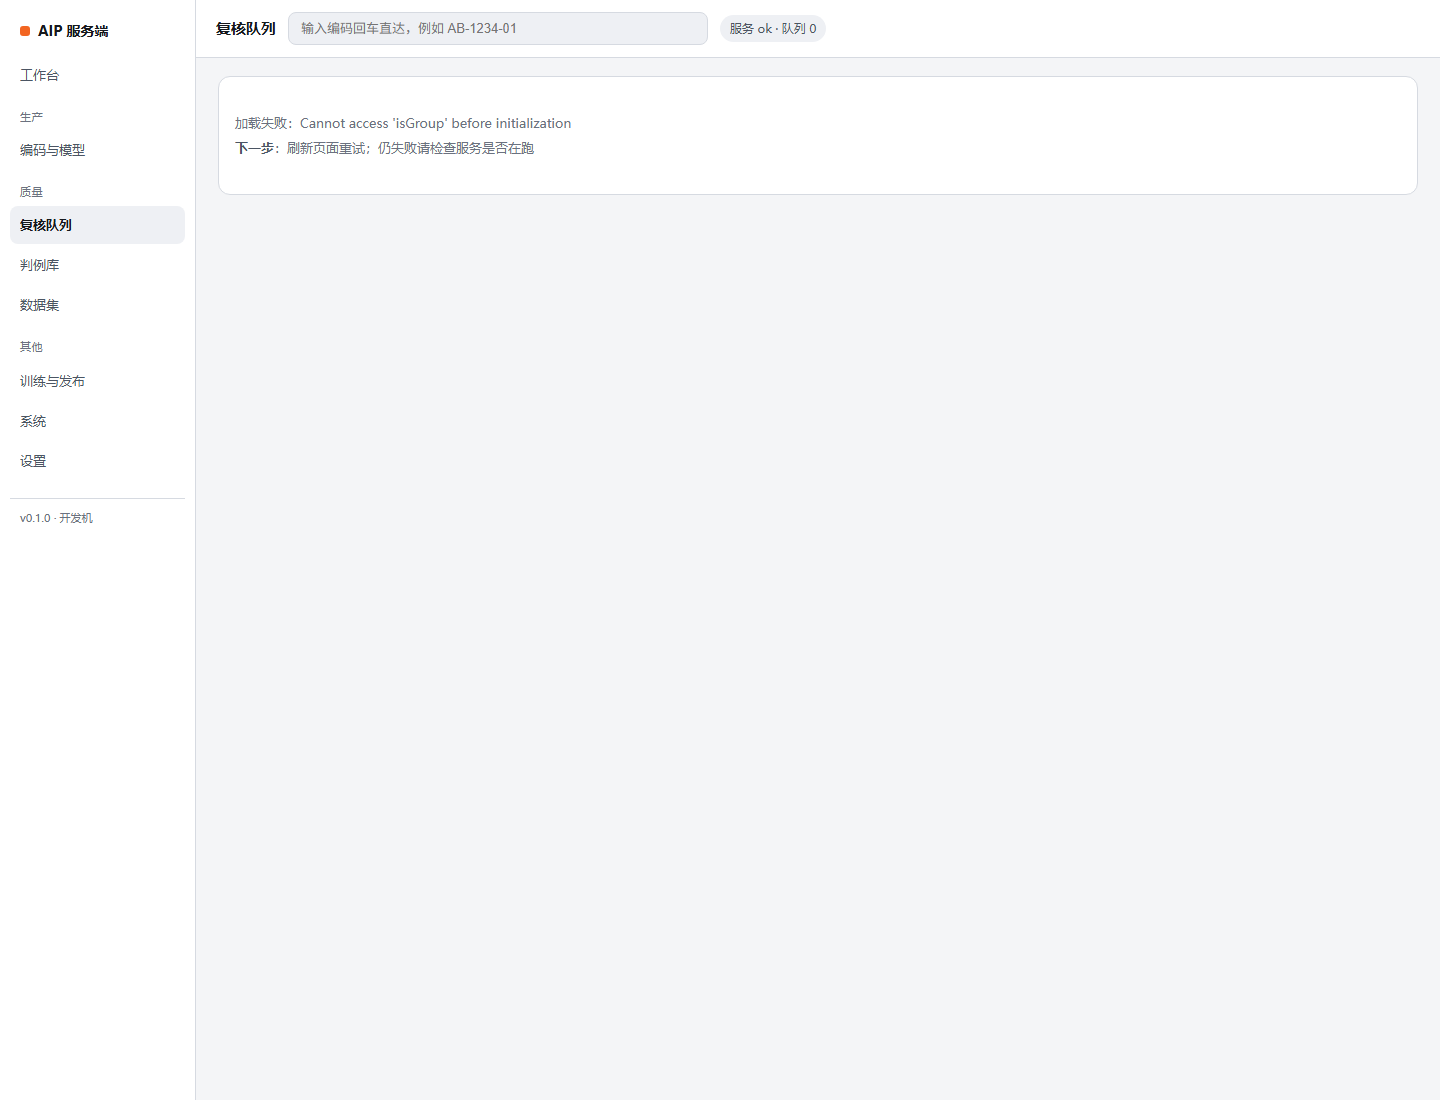 AIP 服务端
工作台
生产
编码与模型
质量
复核队列
判例库
数据集
其他
训练与发布
系统
设置
v0.1.0 · 开发机
复核队列
输入编码回车直达，例如 AB-1234-01
服务 ok · 队列 0
加载失败：Cannot access 'isGroup' before initialization
下一步：刷新页面重试；仍失败请检查服务是否在跑